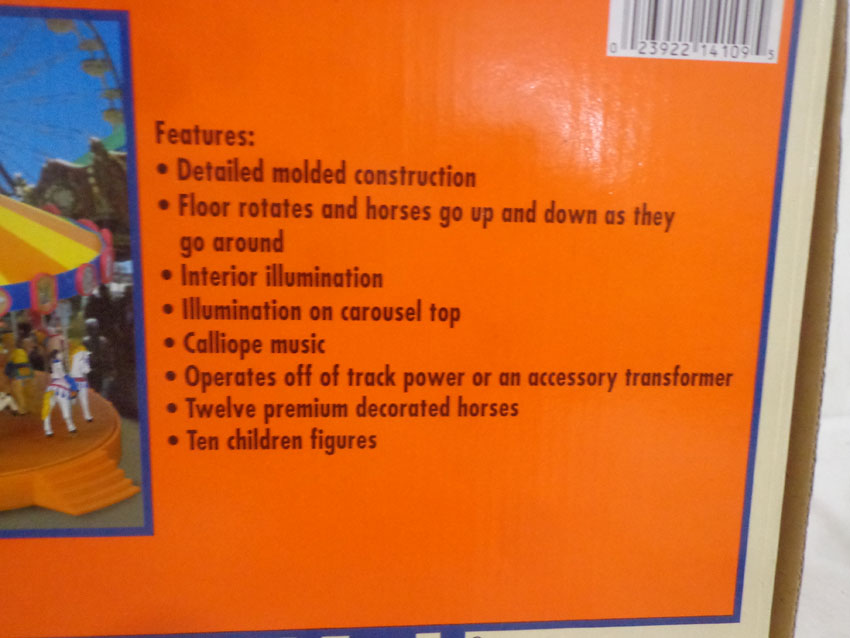 0 23922 14109 5
Features:
• Detailed molded construction
• Floor rotates and horses go up and down as they
go around
• Interior illumination
• Illumination on carousel top
• Calliope music
• Operates off of track power or an accessory transformer
• Twelve premium decorated horses
• Ten children figures